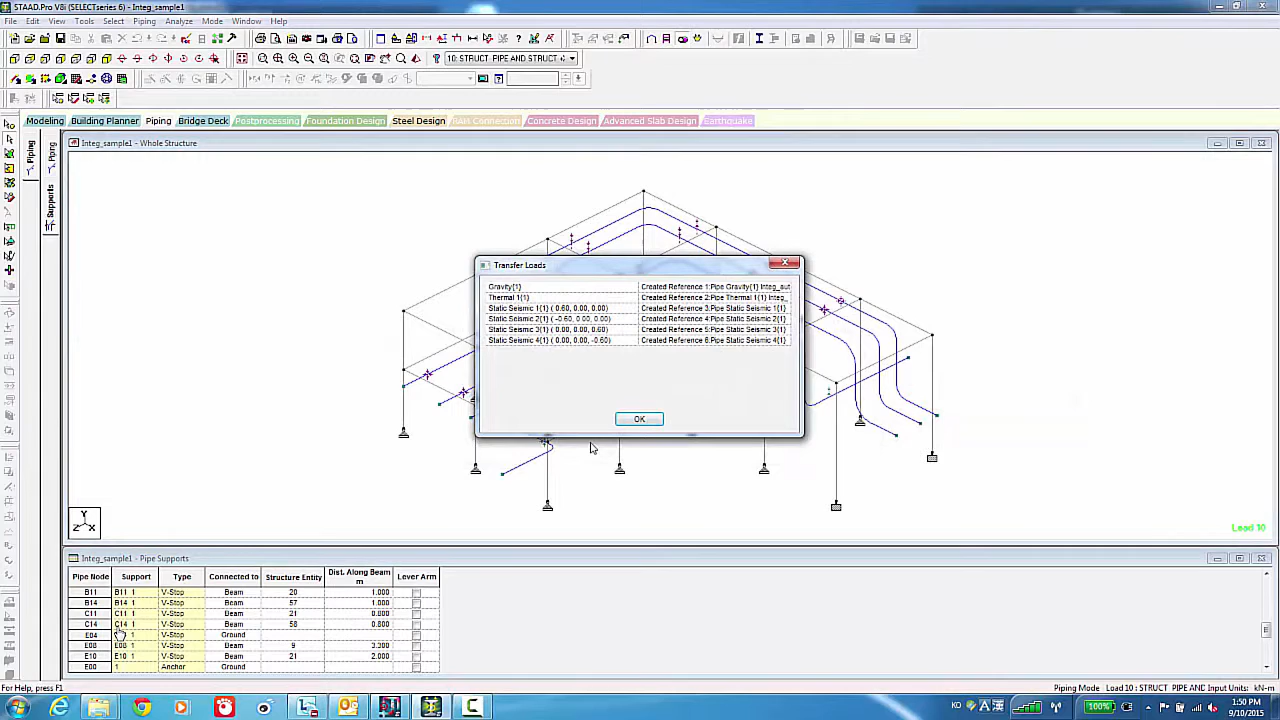 STAAD.Pro V8i (SELECTseries 6) - Integ_sample1
File Edit View Tools Select Piping Analyze Mode Window Help
10: STRUCT PIPE AND STRUCT
Modeling Building Planner Piping Bridge Deck Postprocessing Foundation Design Steel Design RAM Connection Concrete Design Advanced Slab Design Earthquake
Integ_sample1 - Whole Structure
Piping
Piping
Supports
Transfer Loads
Gravity{1} Created Reference 1:Pipe Gravity{1} Integ_aut
Thermal 1{1} Created Reference 2:Pipe Thermal 1{1} Integ_
Static Seismic 1{1} ( 0.60, 0.00, 0.00) Created Reference 3:Pipe Static Seismic 1{1}
Static Seismic 2{1} ( -0.60, 0.00, 0.00) Created Reference 4:Pipe Static Seismic 2{1}
Static Seismic 3{1} ( 0.00, 0.00, 0.60) Created Reference 5:Pipe Static Seismic 3{1}
Static Seismic 4{1} ( 0.00, 0.00, -0.60) Created Reference 6:Pipe Static Seismic 4{1}
OK
Y
Z X
Load 10
Integ_sample1 - Pipe Supports
Pipe Node Support Type Connected to Structure Entity Dist. Along Beam m Lever Arm
B11 B11 1 V-Stop Beam 20 1.000
B14 B14 1 V-Stop Beam 57 1.000
C11 C11 1 V-Stop Beam 21 0.800
C14 C14 1 V-Stop Beam 58 0.800
E04 1 V-Stop Ground
E08 E08 1 V-Stop Beam 9 3.300
E10 E10 1 V-Stop Beam 21 2.000
E00 1 Anchor Ground
For Help, press F1
Piping Mode Load 10 : STRUCT PIPE AND Input Units: kN-m
KO
100%
1:50 PM
9/10/2015